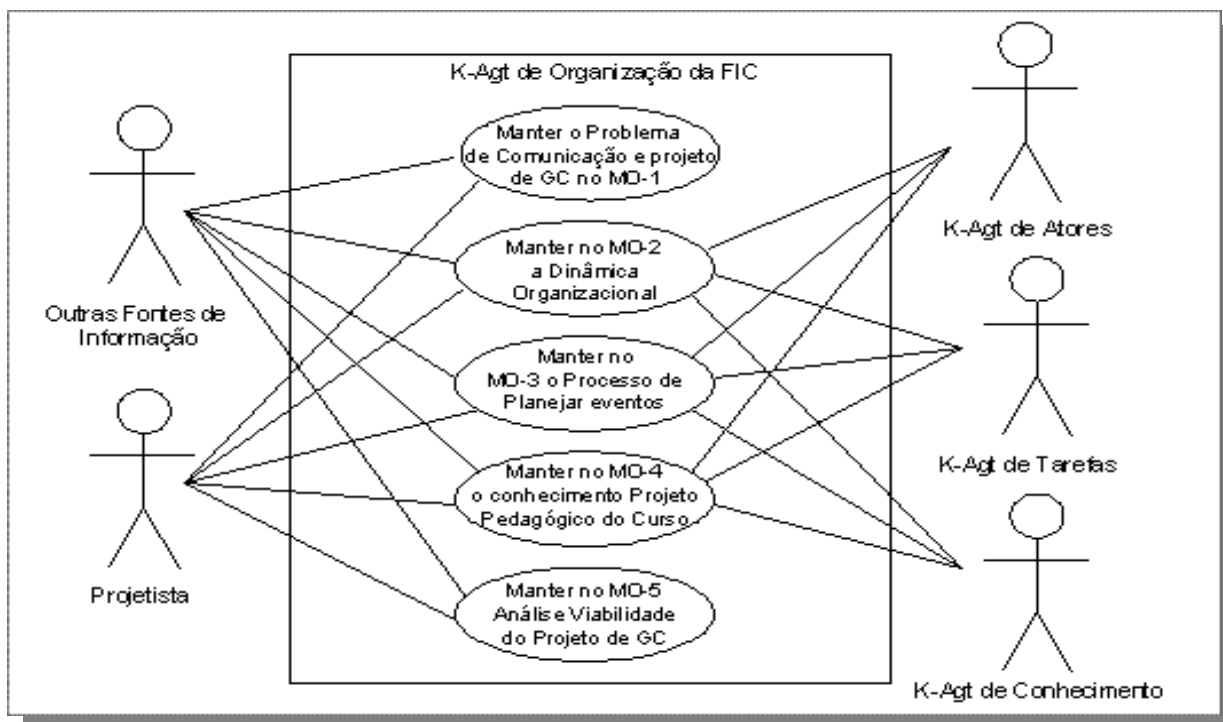 K-Agt de Organização da FIC
Manter o Problema
de Comunicação e projeto
de GC no MO-1
Manter no MO-2
a Dinâmica
Organizacional
Manter no
MO-3 o Processo de
Planejar eventos
Manter no MO-4
o conhecimento Projeto
Pedagógico do Curso
Manter no MO-5
Análise Viabilidade
do Projeto de GC
Outras Fontes de
Informação
Projetista
K-Agt de Atores
K-Agt de Tarefas
K-Agt de Conhecimento